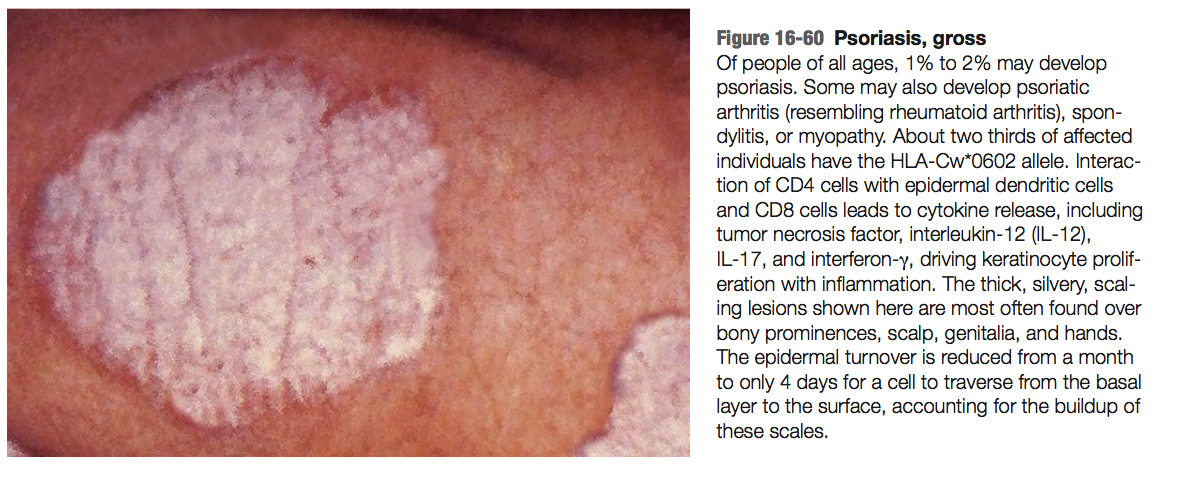 Figure 16-60 Psoriasis, gross
Of people of all ages, 1% to 2% may develop
psoriasis. Some may also develop psoriatic
arthritis (resembling rheumatoid arthritis), spon-
dylitis, or myopathy. About two thirds of affected
individuals have the HLA-Cw*0602 allele. Interac-
tion of CD4 cells with epidermal dendritic cells
and CD8 cells leads to cytokine release, including
tumor necrosis factor, interleukin-12 (IL-12),
IL-17, and interferon-γ, driving keratinocyte prolif-
eration with inflammation. The thick, silvery, scal-
ing lesions shown here are most often found over
bony prominences, scalp, genitalia, and hands.
The epidermal turnover is reduced from a month
to only 4 days for a cell to traverse from the basal
layer to the surface, accounting for the buildup of
these scales.